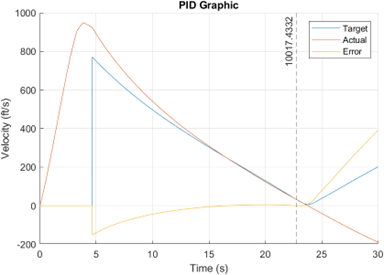 PID Graphic
1000
800
600
400
200
0
-200
Velocity (ft/s)
0 5 10 15 20 25 30
Time (s)
10017.4332
Target
Actual
Error